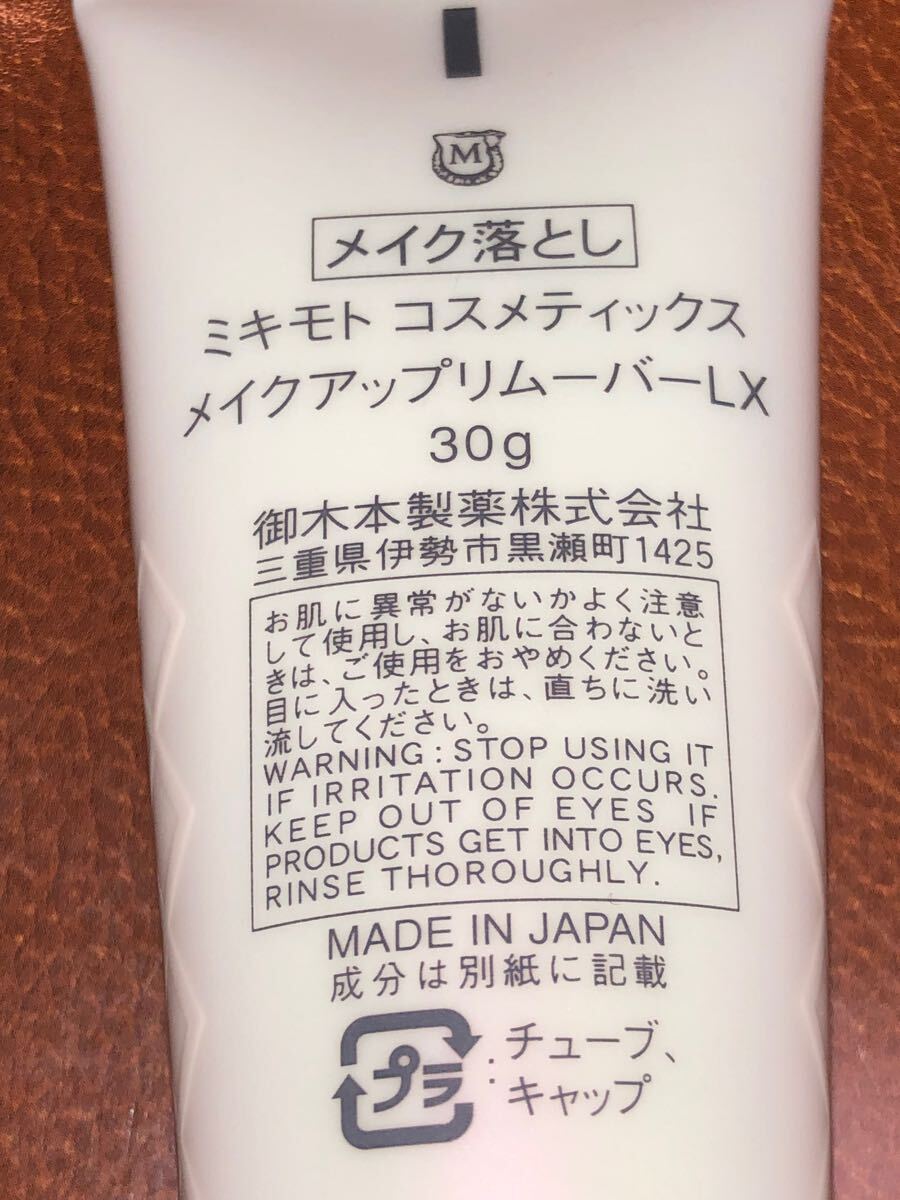 M
メイク落とし
ミキモト コスメティックス
メイクアップリムーバーLX
30g
御木本製薬株式会社
三重県伊勢市黒瀬町1425
お肌に異常がないかよく注意
して使用し、お肌に合わないと
きは、ご使用をおやめください。
目に入ったときは、直ちに洗い
流してください。
WARNING : STOP USING IT
IF IRRITATION OCCURS.
KEEP OUT OF EYES IF
PRODUCTS GET INTO EYES,
RINSE THOROUGHLY.
MADE IN JAPAN
成分は別紙に記載
プラ : チューブ、
キャップ